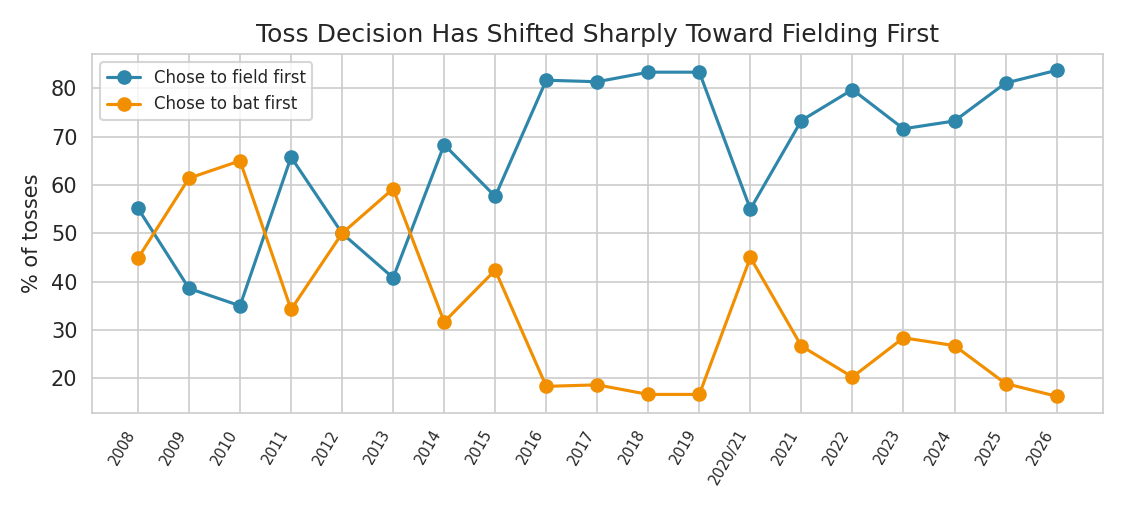 Toss Decision Has Shifted Sharply Toward Fielding First
Chose to field first
Chose to bat first
% of tosses
80
70
60
50
40
30
20
2008 2009 2010 2011 2012 2013 2014 2015 2016 2017 2018 2019 2020/21 2021 2022 2023 2024 2025 2026